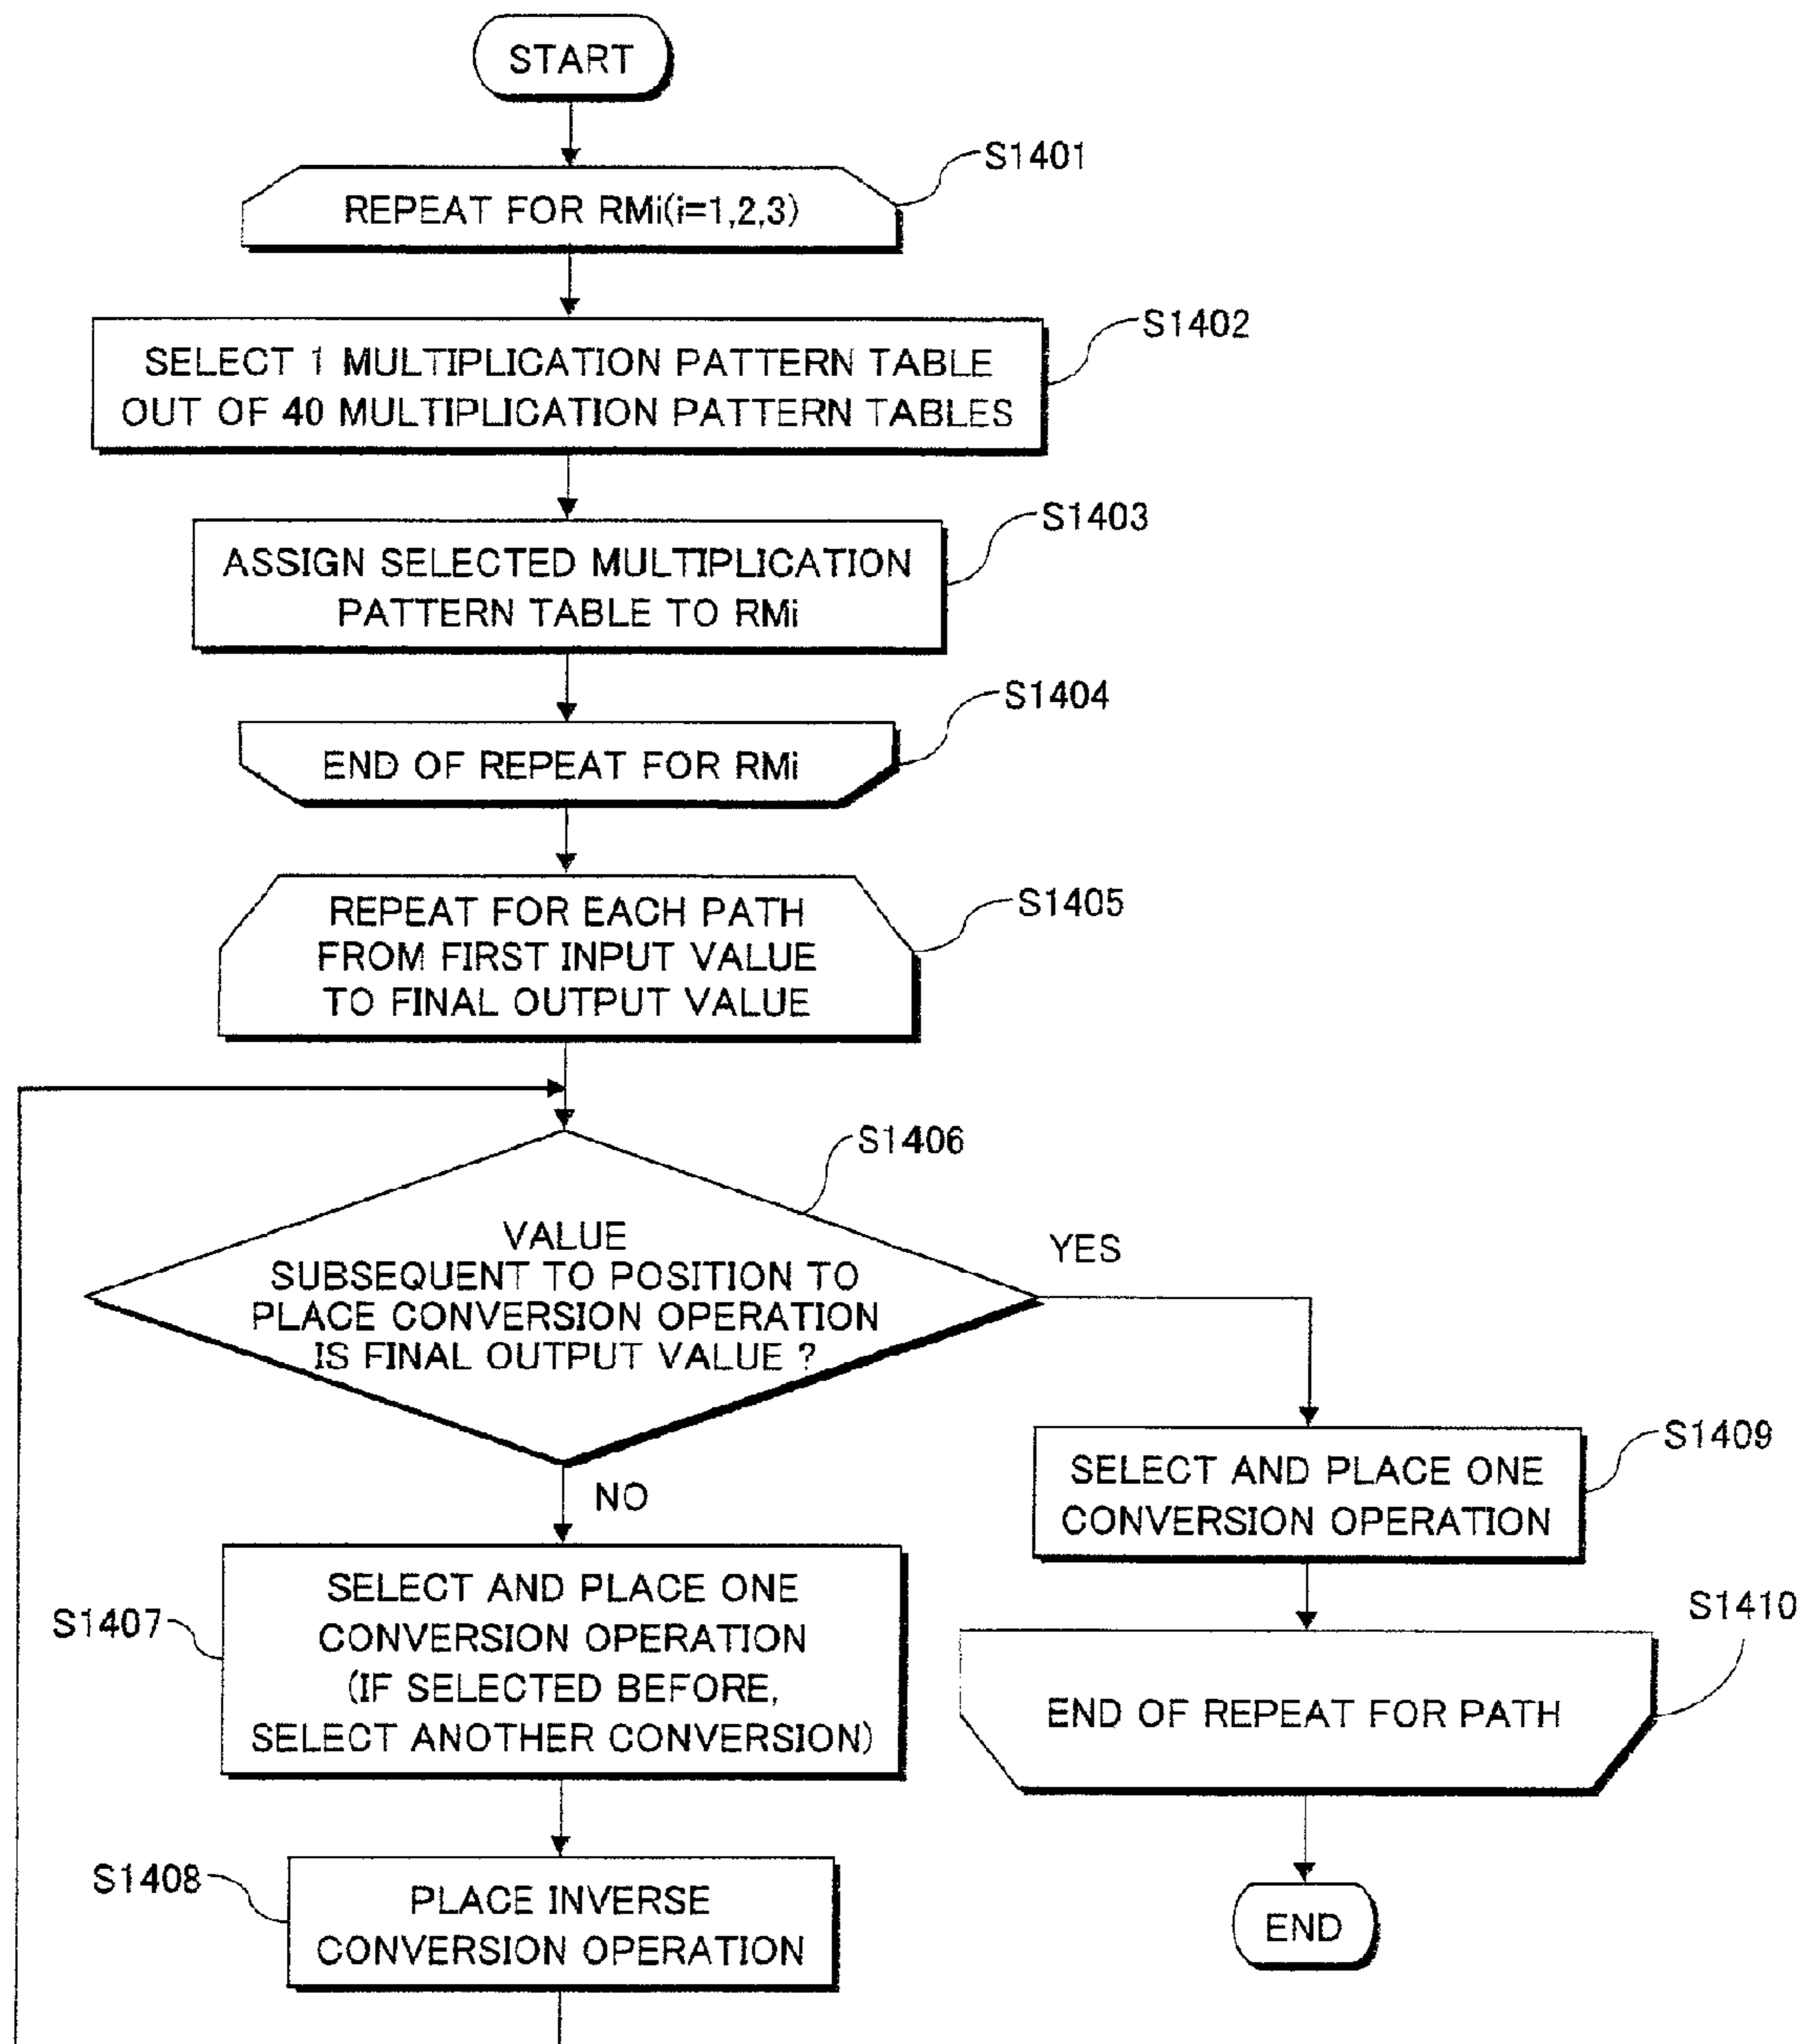 START
S1401
REPEAT FOR RMi(i=1,2,3)
S1402
SELECT 1 MULTIPLICATION PATTERN TABLE
OUT OF 40 MULTIPLICATION PATTERN TABLES
S1403
ASSIGN SELECTED MULTIPLICATION
PATTERN TABLE TO RMi
S1404
END OF REPEAT FOR RMi
S1405
REPEAT FOR EACH PATH
FROM FIRST INPUT VALUE
TO FINAL OUTPUT VALUE
S1406
VALUE
SUBSEQUENT TO POSITION TO
PLACE CONVERSION OPERATION
IS FINAL OUTPUT VALUE ?
YES
NO
S1407
SELECT AND PLACE ONE
CONVERSION OPERATION
(IF SELECTED BEFORE,
SELECT ANOTHER CONVERSION)
S1408
PLACE INVERSE
CONVERSION OPERATION
S1409
SELECT AND PLACE ONE
CONVERSION OPERATION
S1410
END OF REPEAT FOR PATH
END